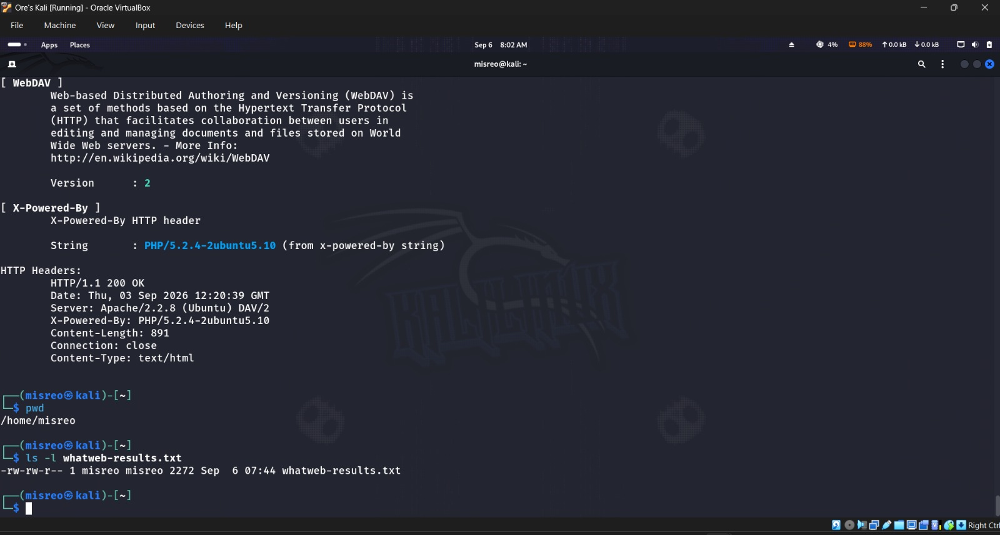 Ore's Kali [Running] - Oracle VirtualBox
File Machine View Input Devices Help
Apps Places Sep 6 8:02 AM 4% 88% ↑0.0 kB ↓0.0 kB
misreo@kali: ~
[ WebDAV ]
Web-based Distributed Authoring and Versioning (WebDAV) is
a set of methods based on the Hypertext Transfer Protocol
(HTTP) that facilitates collaboration between users in
editing and managing documents and files stored on World
Wide Web servers. - More Info:
http://en.wikipedia.org/wiki/WebDAV
Version : 2
[ X-Powered-By ]
X-Powered-By HTTP header
String : PHP/5.2.4-2ubuntu5.10 (from x-powered-by string)
HTTP Headers:
HTTP/1.1 200 OK
Date: Thu, 03 Sep 2026 12:20:39 GMT
Server: Apache/2.2.8 (Ubuntu) DAV/2
X-Powered-By: PHP/5.2.4-2ubuntu5.10
Content-Length: 891
Connection: close
Content-Type: text/html
KALI LINUX
┌──(misreo㉿kali)-[~]
└─$ pwd
/home/misreo
┌──(misreo㉿kali)-[~]
└─$ ls -l whatweb-results.txt
-rw-rw-r-- 1 misreo misreo 2272 Sep  6 07:44 whatweb-results.txt
┌──(misreo㉿kali)-[~]
└─$
Right Ctrl